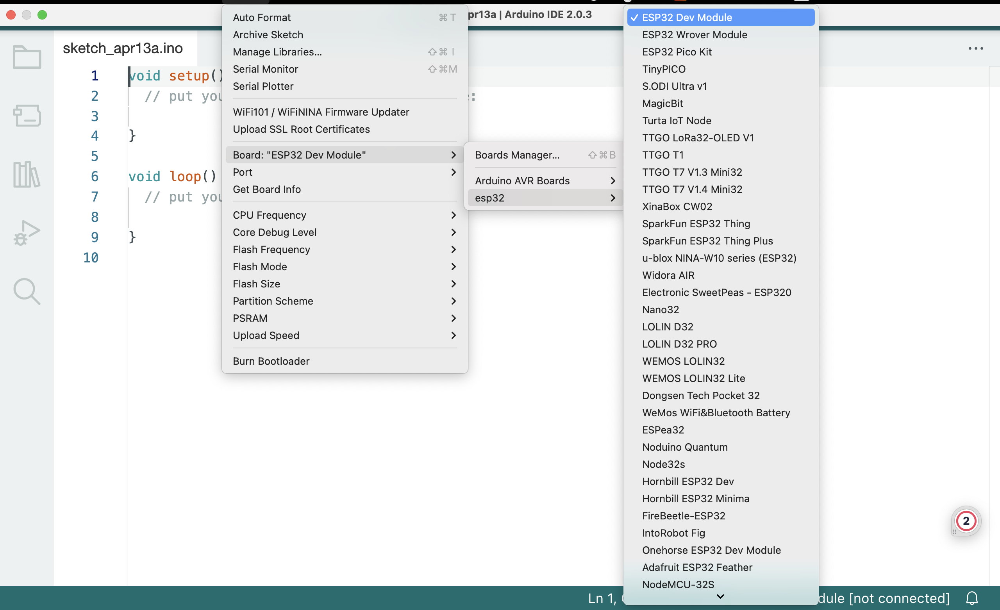 pr13a | Arduino IDE 2.0.3
sketch_apr13a.ino
1 void setup()
2 // put you :
3
4 }
5
6 void loop()
7 // put you
8
9 }
10
Auto Format ⌘ T
Archive Sketch
Manage Libraries... ⇧ ⌘ I
Serial Monitor ⇧ ⌘ M
Serial Plotter
WiFi101 / WiFiNINA Firmware Updater
Upload SSL Root Certificates
Board: "ESP32 Dev Module"
Port
Get Board Info
CPU Frequency
Core Debug Level
Flash Frequency
Flash Mode
Flash Size
Partition Scheme
PSRAM
Upload Speed
Burn Bootloader
Boards Manager... ⇧ ⌘ B
Arduino AVR Boards
esp32
✓ ESP32 Dev Module
ESP32 Wrover Module
ESP32 Pico Kit
TinyPICO
S.ODI Ultra v1
MagicBit
Turta IoT Node
TTGO LoRa32-OLED V1
TTGO T1
TTGO T7 V1.3 Mini32
TTGO T7 V1.4 Mini32
XinaBox CW02
SparkFun ESP32 Thing
SparkFun ESP32 Thing Plus
u-blox NINA-W10 series (ESP32)
Widora AIR
Electronic SweetPeas - ESP320
Nano32
LOLIN D32
LOLIN D32 PRO
WEMOS LOLIN32
WEMOS LOLIN32 Lite
Dongsen Tech Pocket 32
WeMos WiFi&Bluetooth Battery
ESPea32
Noduino Quantum
Node32s
Hornbill ESP32 Dev
Hornbill ESP32 Minima
FireBeetle-ESP32
IntoRobot Fig
Onehorse ESP32 Dev Module
Adafruit ESP32 Feather
NodeMCU-32S
2
Ln 1, dule [not connected]